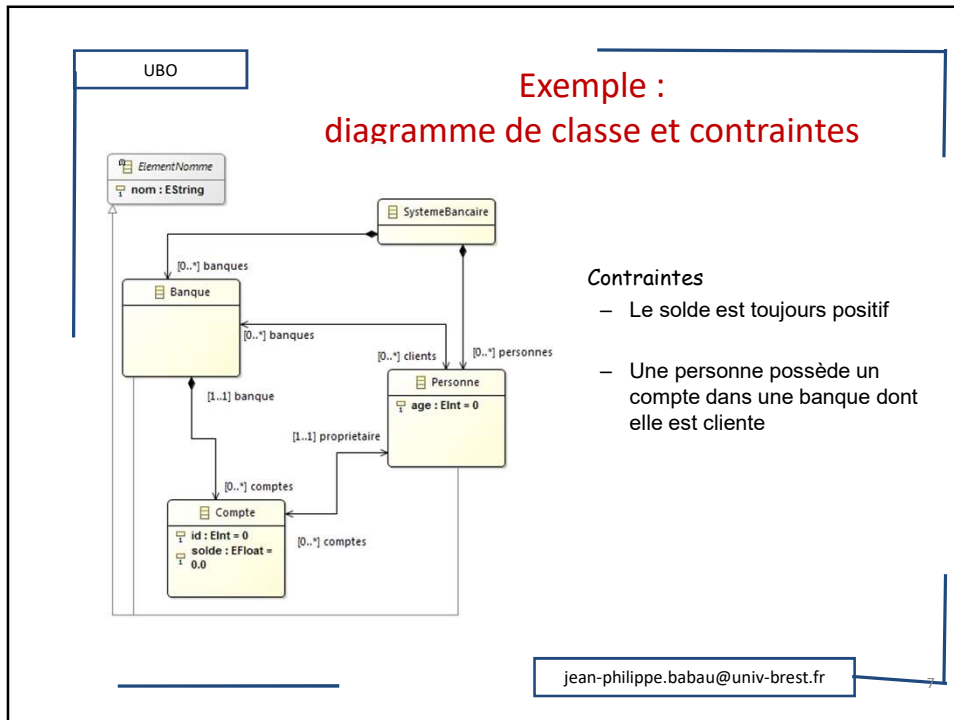 UBO
Exemple :
diagramme de classe et contraintes
ElementNomme
nom : EString
SystemeBancaire
[0..*] banques
Banque
[0..*] banques
[0..*] clients
[0..*] personnes
[1..1] banque
Personne
age : EInt = 0
[1..1] proprietaire
[0..*] comptes
Compte
id : EInt = 0
solde : EFloat =
0.0
[0..*] comptes
Contraintes
– Le solde est toujours positif
– Une personne possède un
compte dans une banque dont
elle est cliente
jean-philippe.babau@univ-brest.fr
7